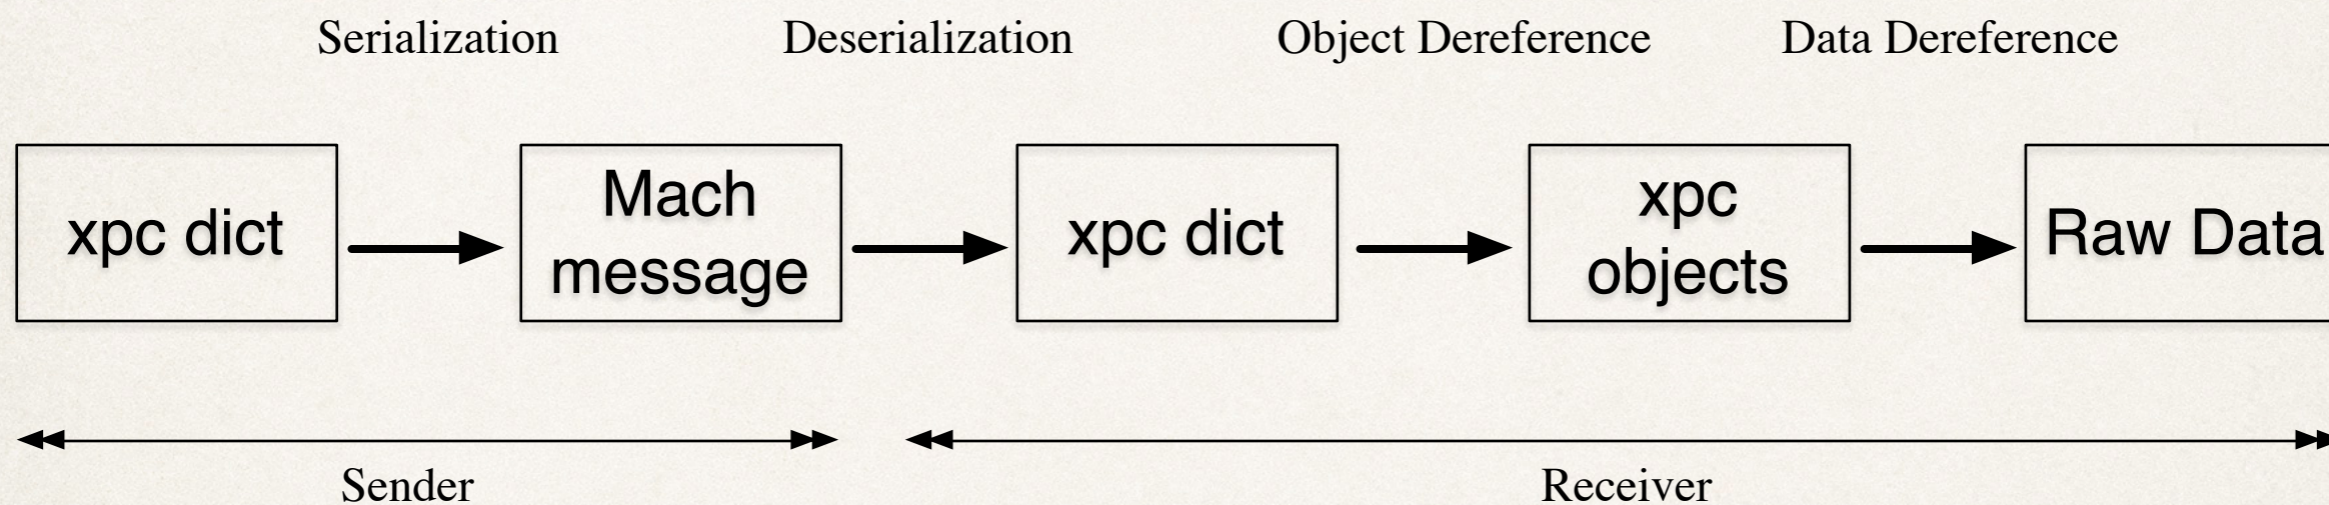 Serialization
Deserialization
Object Dereference
Data Dereference
xpc dict
Mach
message
xpc dict
xpc
objects
Raw Data
Sender
Receiver